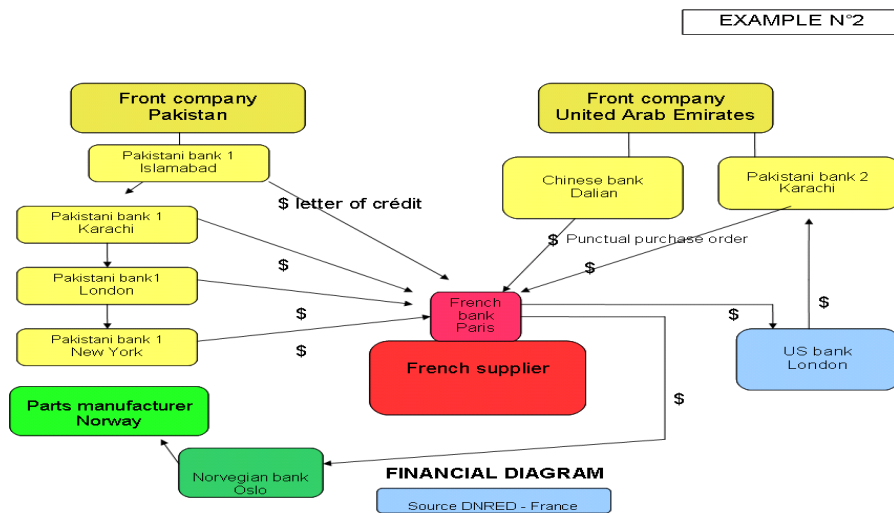 EXAMPLE N°2
Front company
Pakistan
Front company
United Arab Emirates
Pakistani bank 1
Islamabad
Chinese bank
Dalian
Pakistani bank 2
Karachi
$ letter of crédit
Pakistani bank 1
Karachi
$ Punctual purchase order
$
$
Pakistani bank1
London
French
bank
Paris
$
$
$
Pakistani bank 1
New York
$
US bank
London
French supplier
Parts manufacturer
Norway
$
Norvegian bank
Oslo
FINANCIAL DIAGRAM
Source DNRED - France